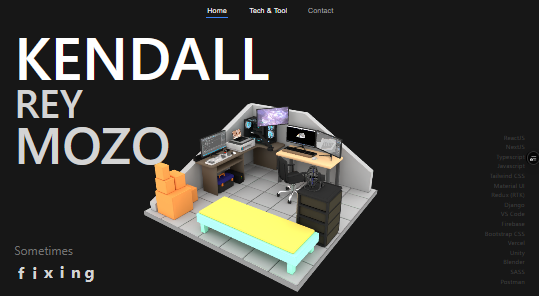 Home Tech & Tool Contact
KENDALL
REY
MOZO
ReactJS
Typescript
Javascript
Tailwind CSS
Material UI
Redux (RTK)
Django
VS Code
Firebase
Bootstrap CSS
Vercel
Unity
Blender
SASS
Postman
Sometimes
fixing